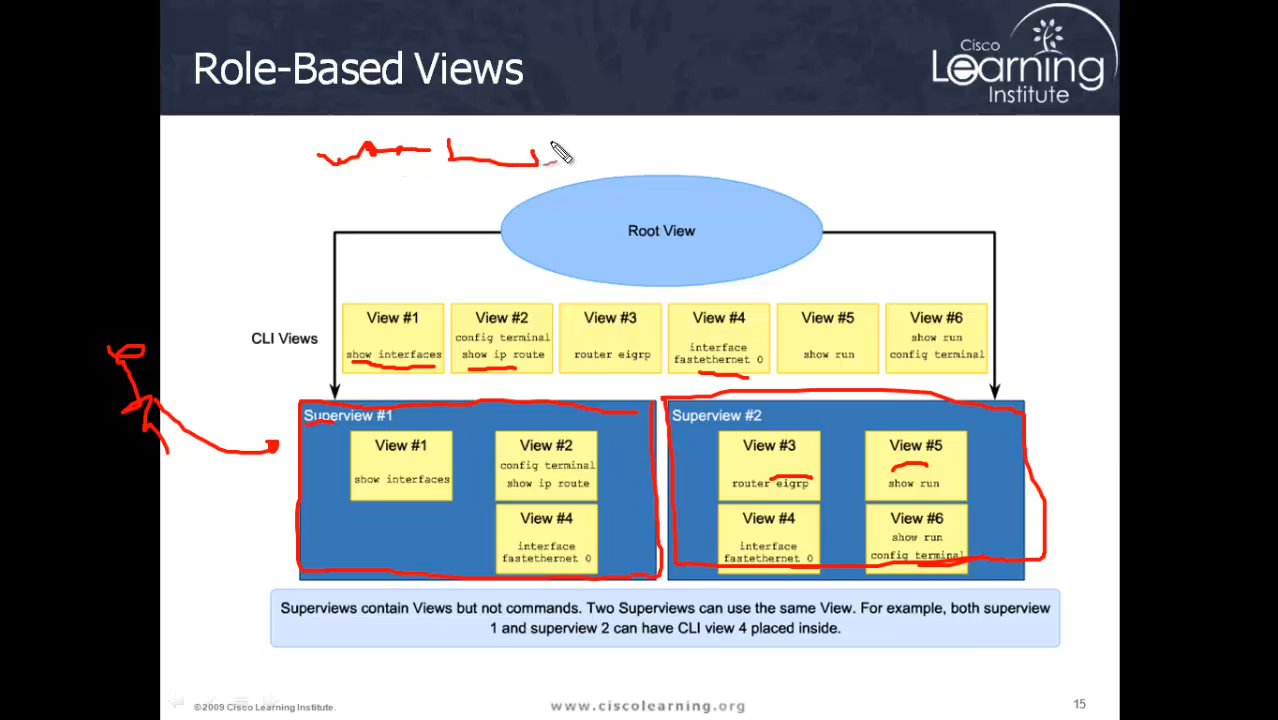 Role-Based Views
Cisco
Learning
Institute
Root View
CLI Views
View #1
show interfaces
View #2
config terminal
show ip route
View #3
router eigrp
View #4
interface
fastethernet 0
View #5
show run
View #6
show run
config terminal
Superview #1
View #1
show interfaces
View #2
config terminal
show ip route
View #4
interface
fastethernet 0
Superview #2
View #3
router eigrp
View #5
show run
View #4
interface
fastethernet 0
View #6
show run
config terminal
Superviews contain Views but not commands. Two Superviews can use the same View. For example, both superview
1 and superview 2 can have CLI view 4 placed inside.
©2009 Cisco Learning Institute.
www.ciscolearning.org
15